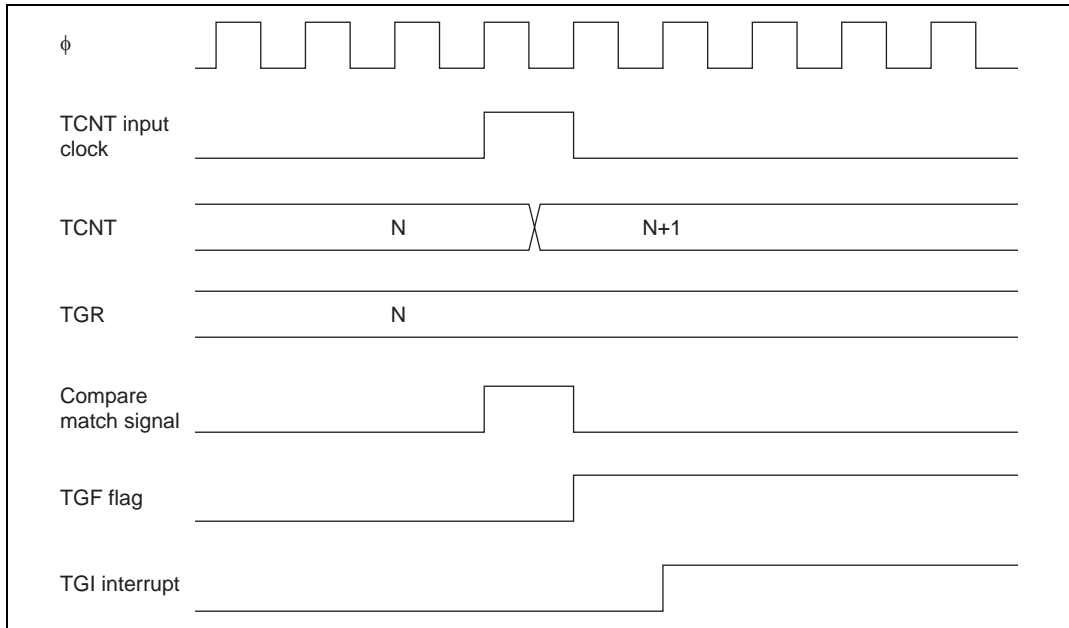 ϕ
TCNT input
clock
TCNT
N
N+1
TGR
N
Compare
match signal
TGF flag
TGI interrupt